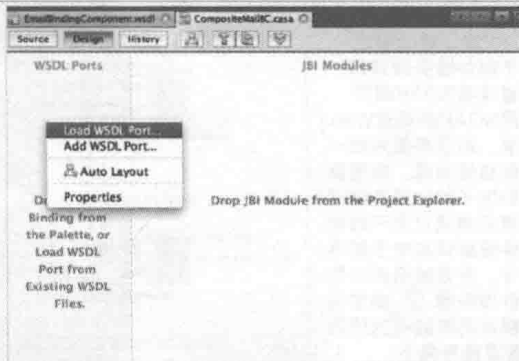 EmailBindingComponent.wsdl CompositeMailBC.casa
Source Design History
WSDL Ports JBI Modules
Load WSDL Port...
Add WSDL Port...
Auto Layout
Properties
Drop JBI Module from the Project Explorer.
Binding from
the Palette, or
Load WSDL
Port from
Existing WSDL
Files.